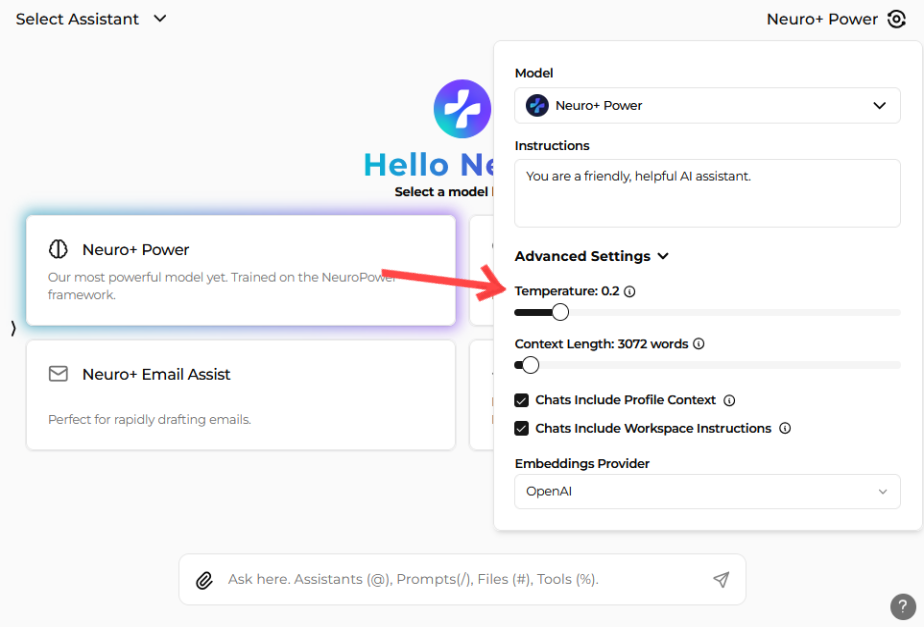 Select Assistant
Neuro+ Power
Hello Ne
Select a model
Neuro+ Power
Our most powerful model yet. Trained on the NeuroPower
framework.
Neuro+ Email Assist
Perfect for rapidly drafting emails.
Model
Neuro+ Power
Instructions
You are a friendly, helpful AI assistant.
Advanced Settings
Temperature: 0.2
Context Length: 3072 words
Chats Include Profile Context
Chats Include Workspace Instructions
Embeddings Provider
OpenAI
Ask here. Assistants (@), Prompts(/), Files (#), Tools (%).
?